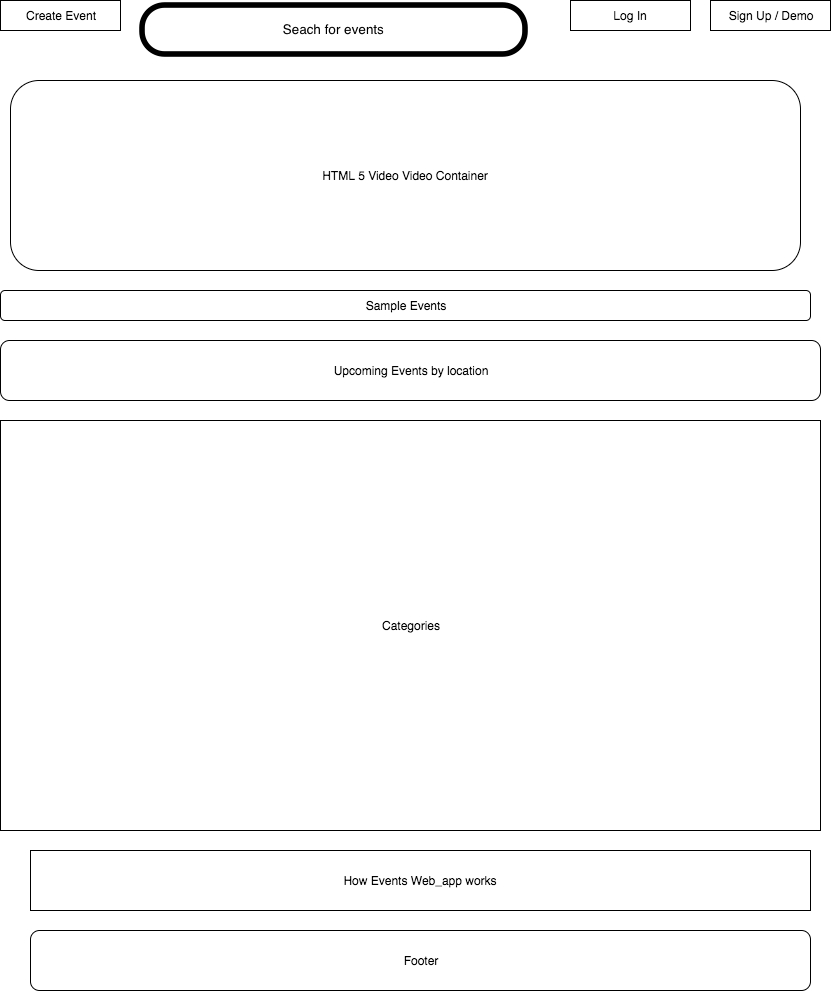 Create Event
Seach for events
Log In
Sign Up / Demo
HTML 5 Video Video Container
Sample Events
Upcoming Events by location
Categories
How Events Web_app works
Footer